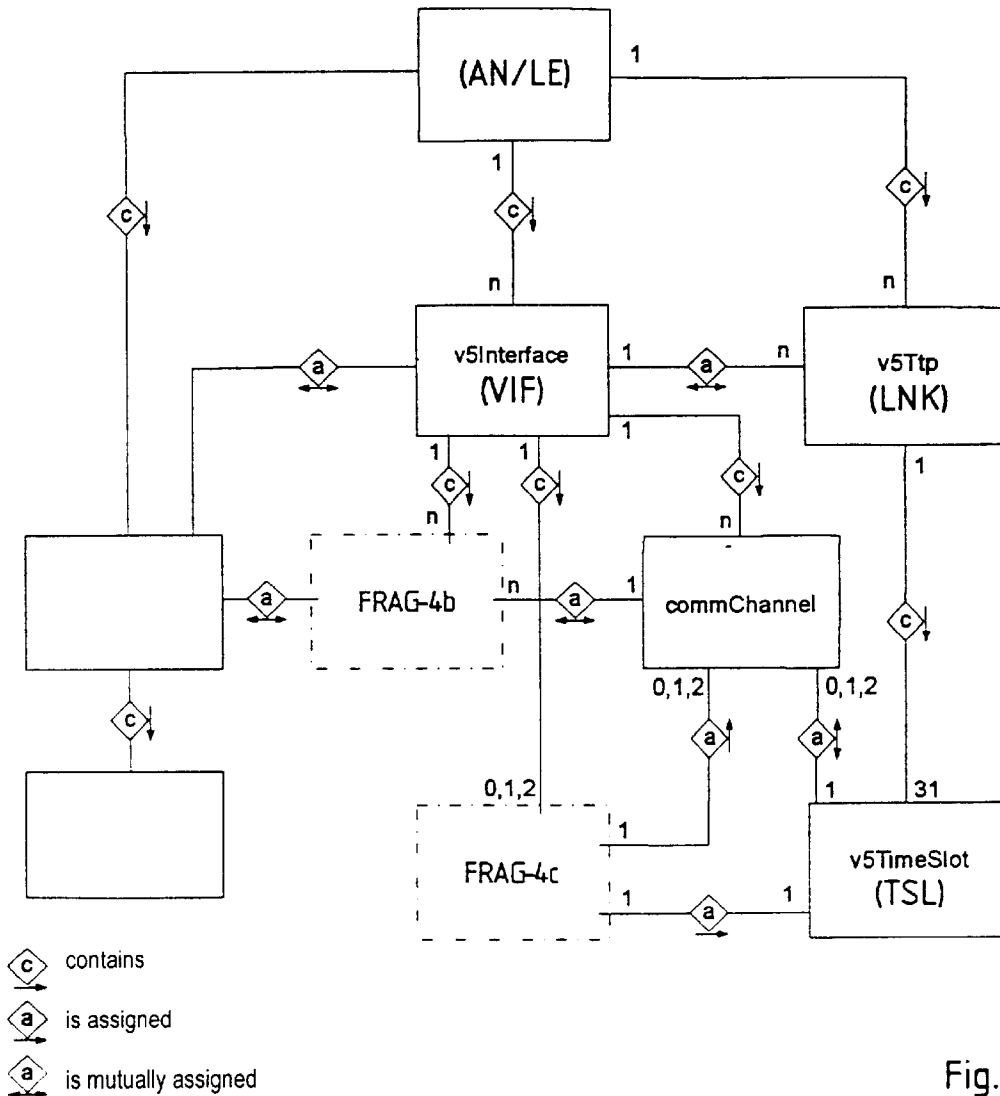 (AN/LE)
1
1
c
c
c
n
n
v5Interface
(VIF)
1
a
n
v5Ttp
(LNK)
a
1
1
1
1
c
c
c
n
n
FRAG-4b
n
a
1
commChannel
a
c
0,1,2
0,1,2
c
a
a
0,1,2
1
31
1
FRAG-4c
v5TimeSlot
(TSL)
1
a
1
c contains
a is assigned
a is mutually assigned
Fig.